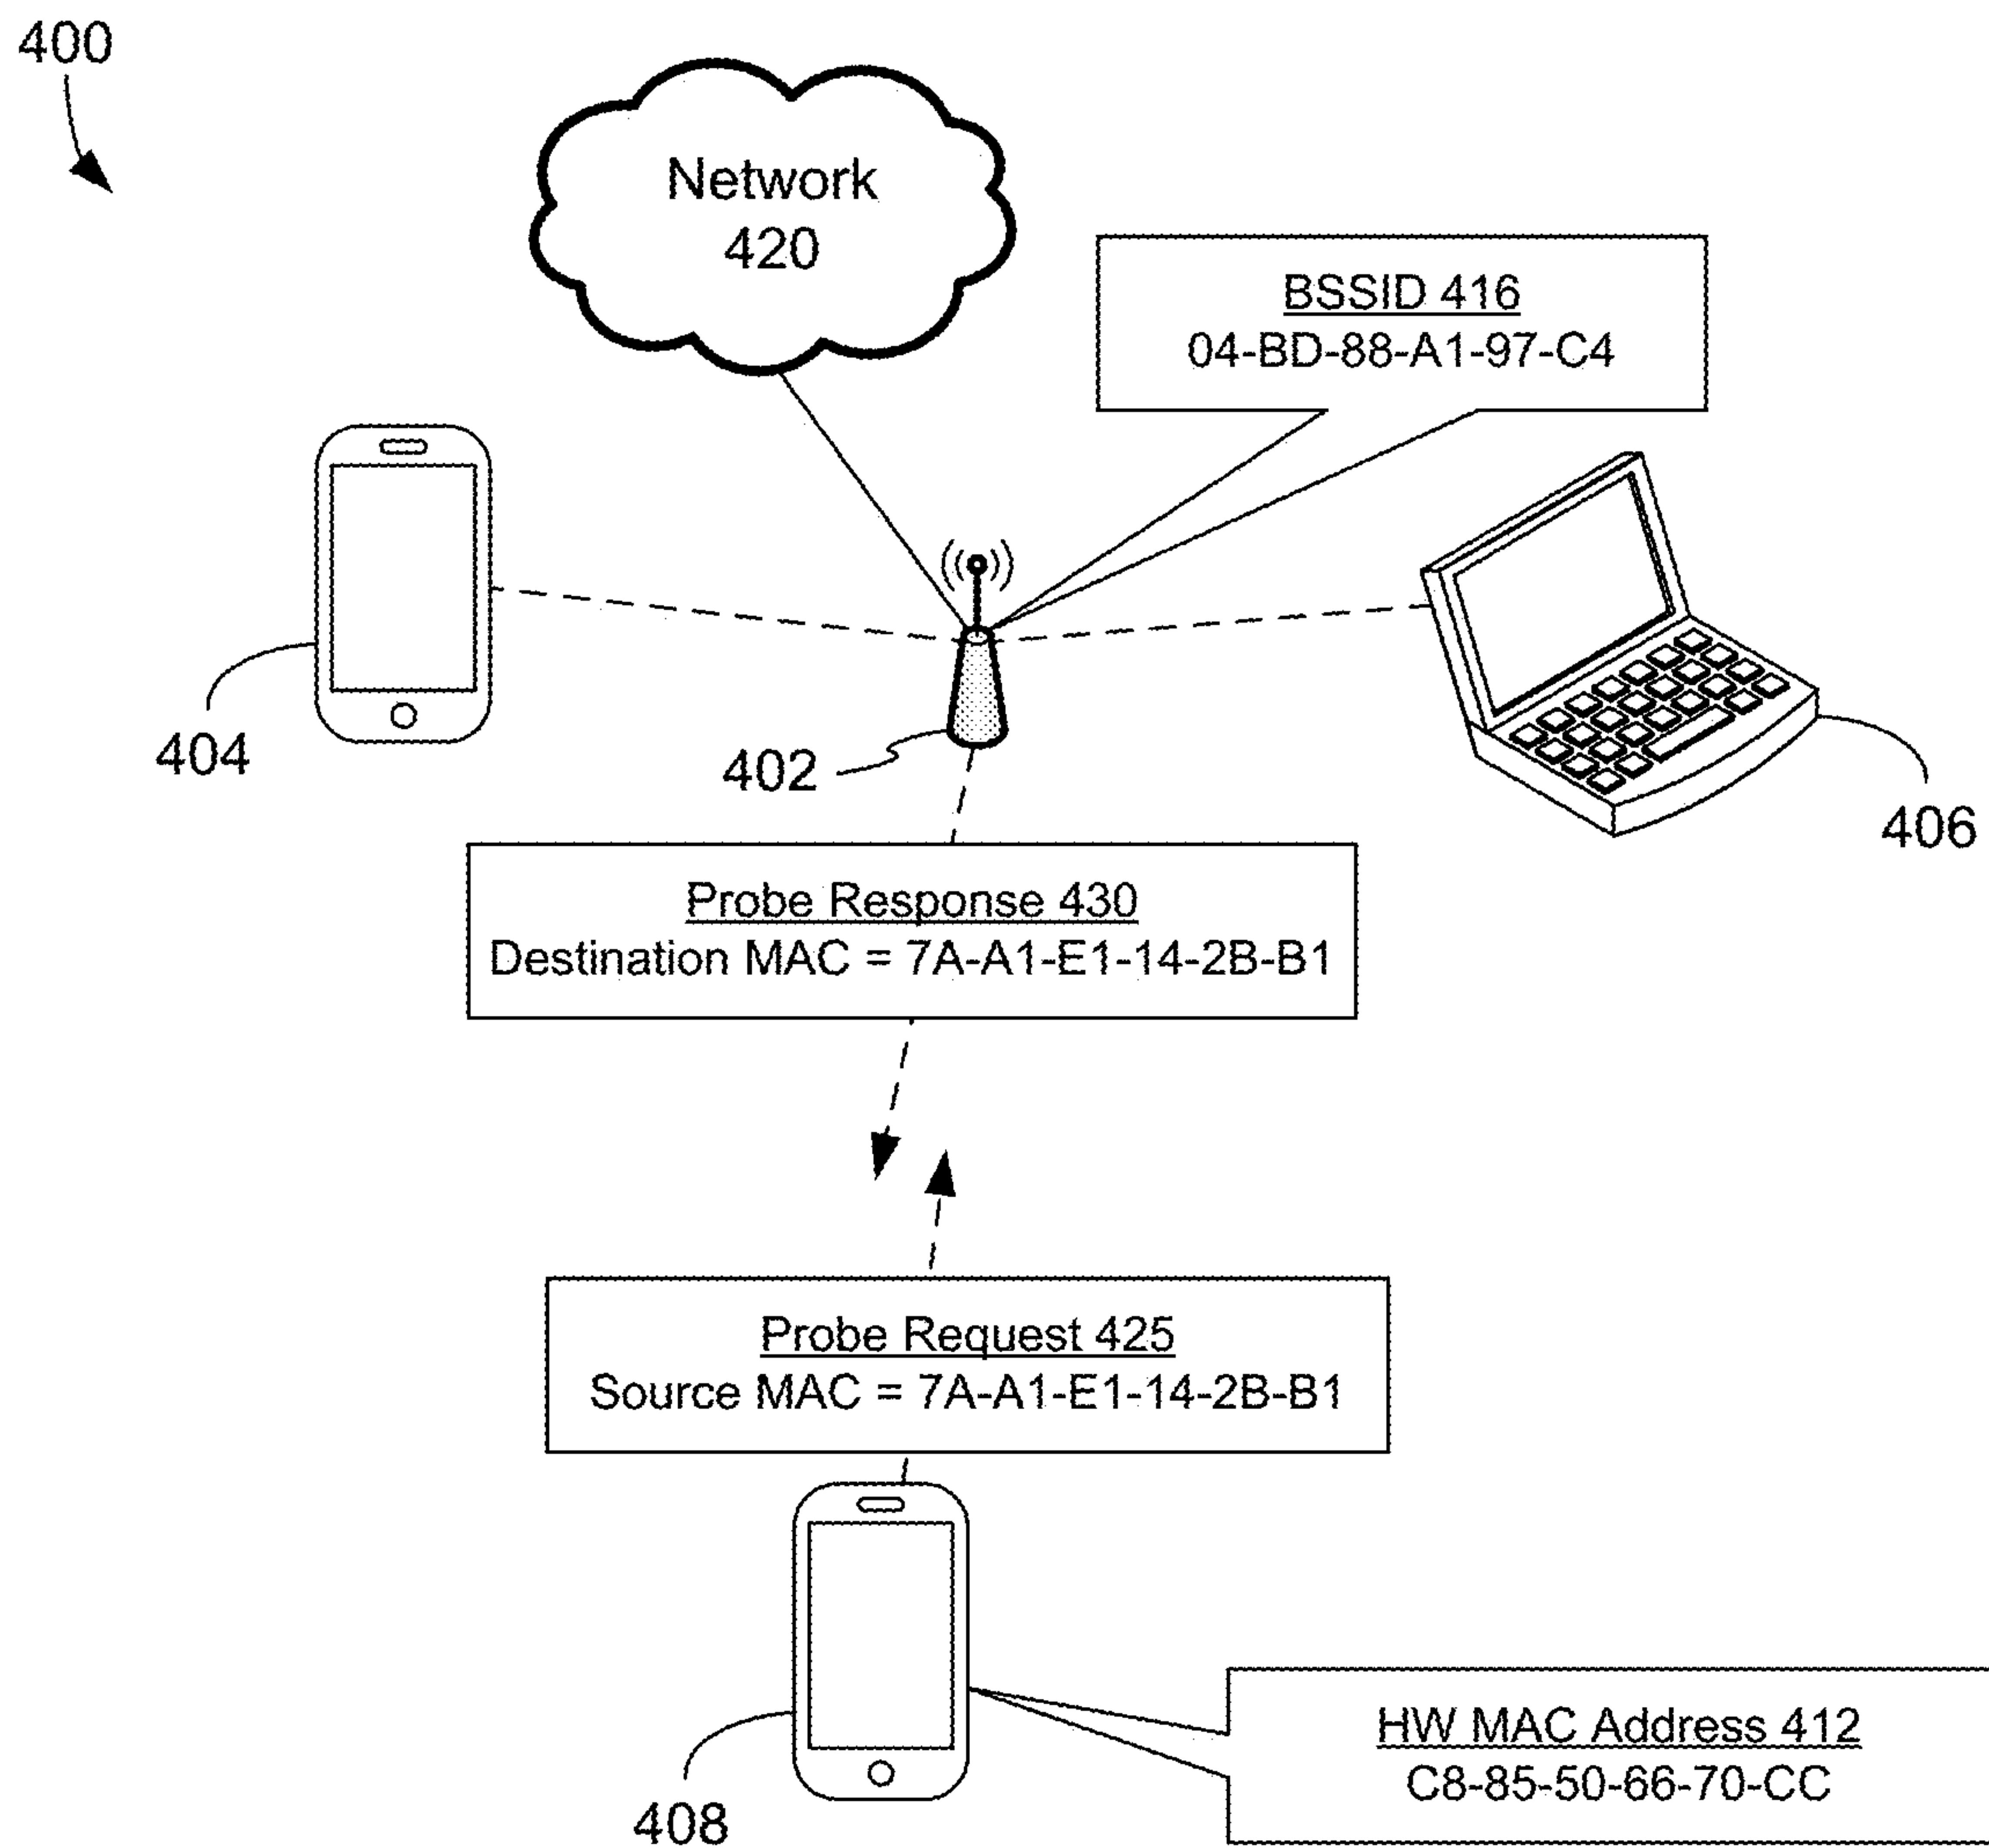 400
Network
420
BSSID 416
04-BD-88-A1-97-C4
404
402
406
Probe Response 430
Destination MAC = 7A-A1-E1-14-2B-B1
Probe Request 425
Source MAC = 7A-A1-E1-14-2B-B1
408
HW MAC Address 412
C8-85-50-66-70-CC